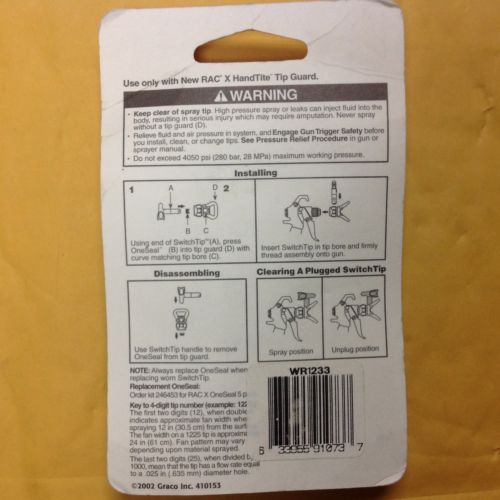 Use only with New RAC® X HandTite™ Tip Guard.
⚠ WARNING
• Keep clear of spray tip. High pressure spray or leaks can inject fluid into the
body, resulting in serious injury which may require amputation. Never spray
without a tip guard (D).
• Relieve fluid and air pressure in system, and Engage Gun Trigger Safely before
you install, clean, or change tips. See Pressure Relief Procedure in gun or
sprayer manual.
• Do not exceed 4050 psi (280 bar, 28 MPa) maximum working pressure.
Installing
1 A D 2
B C
Using end of SwitchTip™(A), press
OneSeal™ (B) into tip guard (D) with
curve matching tip bore (C).
Insert SwitchTip in tip bore and firmly
thread assembly onto gun.
Disassembling
Use SwitchTip handle to remove
OneSeal from tip guard.
Clearing A Plugged SwitchTip
Spray position
Unplug position
NOTE: Always replace OneSeal when
replacing worn SwitchTip.
Replacement OneSeal:
Order kit 246453 for RAC X OneSeal 5 p
Key to 4-digit tip number (example: 122
The first two digits (12), when double
indicates approximate fan width when
spraying 12 in (30.5 cm) from the surf
The fan width on a 1225 tip is approxima
24 in (61 cm). Fan pattern may vary
depending upon material sprayed.
The last two digits (25), when divided b
1000, mean that the tip has a flow rate equal
to a .025 in (.635 mm) diameter hole.
©2002 Graco Inc. 410153
WR1233
6 33955 91073 7